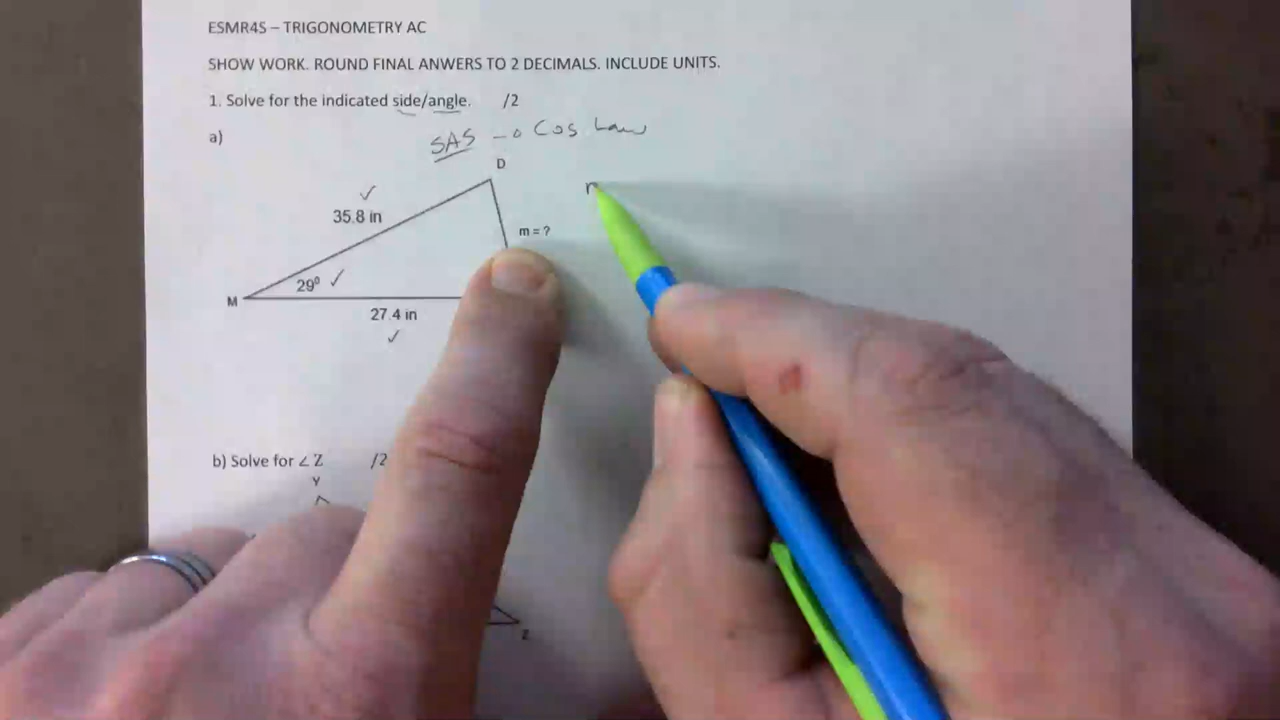 ESMR4S – TRIGONOMETRY AC
SHOW WORK. ROUND FINAL ANWERS TO 2 DECIMALS. INCLUDE UNITS.
1. Solve for the indicated side/angle. /2
a)
SAS → Cos Law
D
35.8 in
m = ?
29⁰
M
27.4 in
b) Solve for ∠Z /2
Y
Z